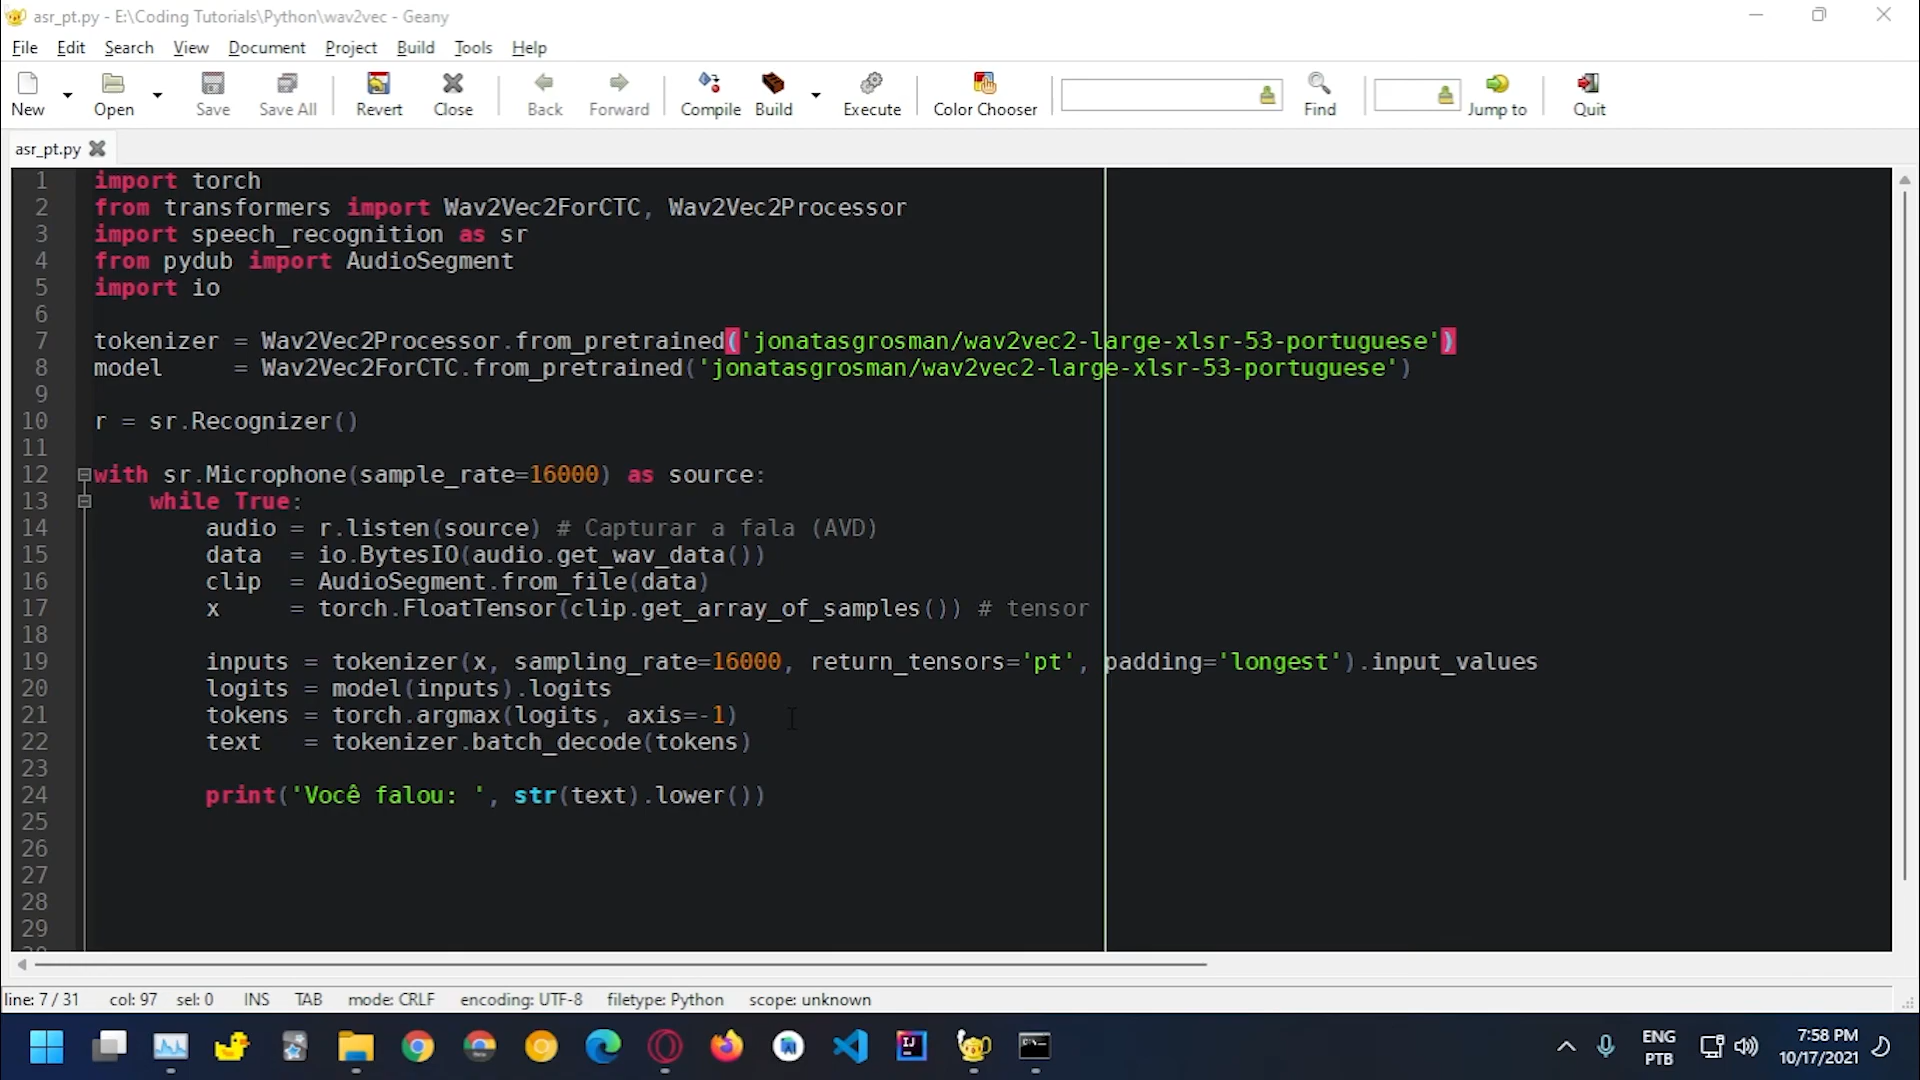 asr_pt.py - E:\Coding Tutorials\Python\wav2vec - Geany
File Edit Search View Document Project Build Tools Help
New Open Save Save All Revert Close Back Forward Compile Build Execute Color Chooser Find Jump to Quit
asr_pt.py
1 import torch
2 from transformers import Wav2Vec2ForCTC, Wav2Vec2Processor
3 import speech_recognition as sr
4 from pydub import AudioSegment
5 import io
6
7 tokenizer = Wav2Vec2Processor.from_pretrained('jonatasgrosman/wav2vec2-large-xlsr-53-portuguese')
8 model     = Wav2Vec2ForCTC.from_pretrained('jonatasgrosman/wav2vec2-large-xlsr-53-portuguese')
9
10 r = sr.Recognizer()
11
12 with sr.Microphone(sample_rate=16000) as source:
13     while True:
14         audio = r.listen(source) # Capturar a fala (AVD)
15         data  = io.BytesIO(audio.get_wav_data())
16         clip  = AudioSegment.from_file(data)
17         x     = torch.FloatTensor(clip.get_array_of_samples()) # tensor
18
19         inputs = tokenizer(x, sampling_rate=16000, return_tensors='pt', padding='longest').input_values
20         logits = model(inputs).logits
21         tokens = torch.argmax(logits, axis=-1)
22         text   = tokenizer.batch_decode(tokens)
23
24         print('Você falou: ', str(text).lower())
25
26
27
28
29
line: 7 / 31 col: 97 sel: 0 INS TAB mode: CRLF encoding: UTF-8 filetype: Python scope: unknown
ENG 7:58 PM
PTB 10/17/2021